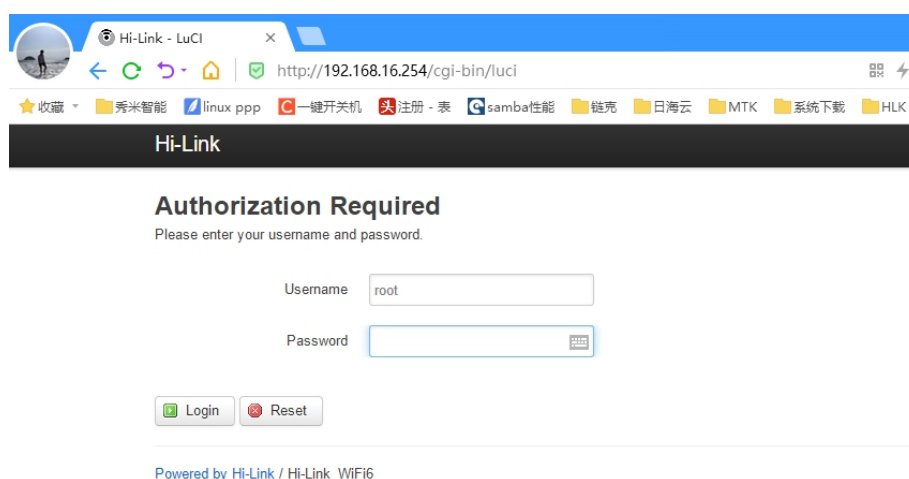 Hi-Link - LuCI
http://192.168.16.254/cgi-bin/luci
收藏 秀米智能 linux ppp 一键开关机 注册 - 表 samba性能 链克 日海云 MTK 系统下载 HLK
Hi-Link
Authorization Required
Please enter your username and password.
Username root
Password
Login Reset
Powered by Hi-Link / Hi-Link_WiFi6